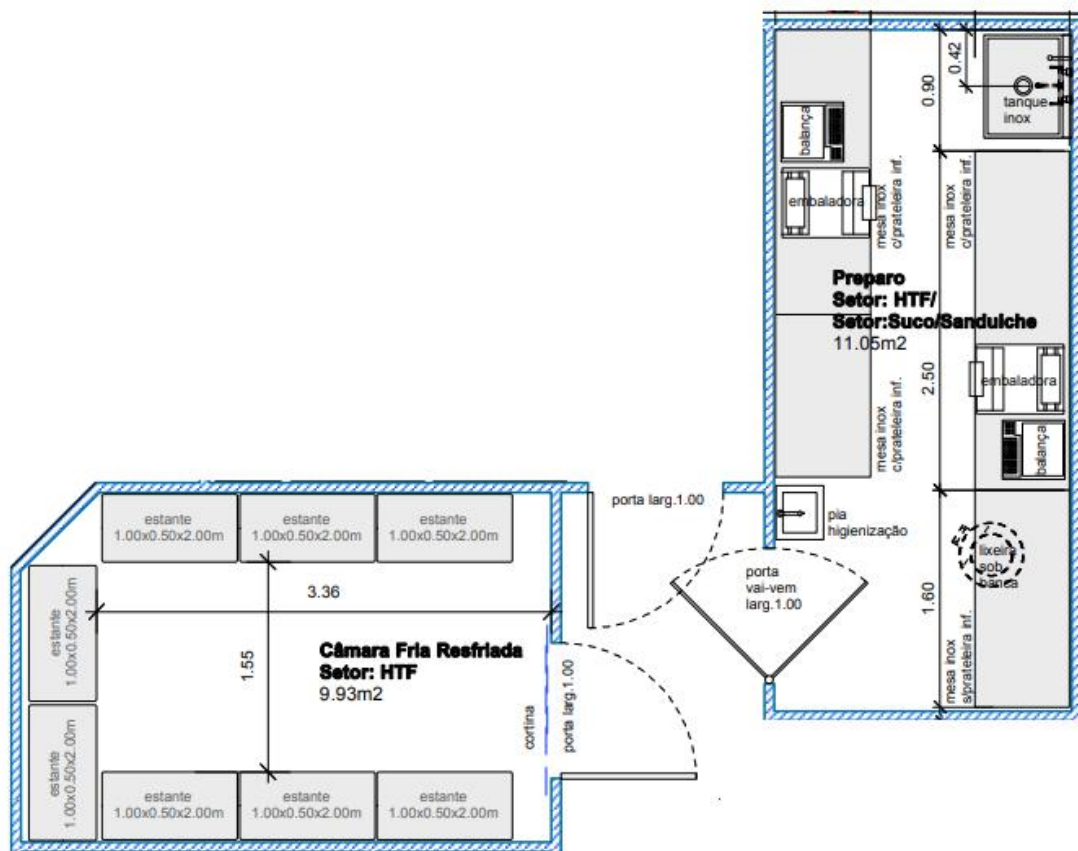 0.42
0.90
tanque
inox
balança
embaladora
mesa inox
c/prateleira inf.
mesa inox
c/prateleira inf.
Preparo
Setor: HTF/
Setor:Suco/Sanduiche
11.05m2
2.50
embaladora
balança
mesa inox
c/prateleira inf.
pia
higienização
lixeira
sob
banca
1.60
mesa inox
s/prateleira inf.
porta larg.1.00
porta
vai-vem
larg.1.00
estante
1.00x0.50x2.00m
estante
1.00x0.50x2.00m
estante
1.00x0.50x2.00m
estante
1.00x0.50x2.00m
3.36
1.55
Câmara Fria Resfriada
Setor: HTF
9.93m2
cortina
porta larg.1.00
estante
1.00x0.50x2.00m
estante
1.00x0.50x2.00m
estante
1.00x0.50x2.00m
estante
1.00x0.50x2.00m